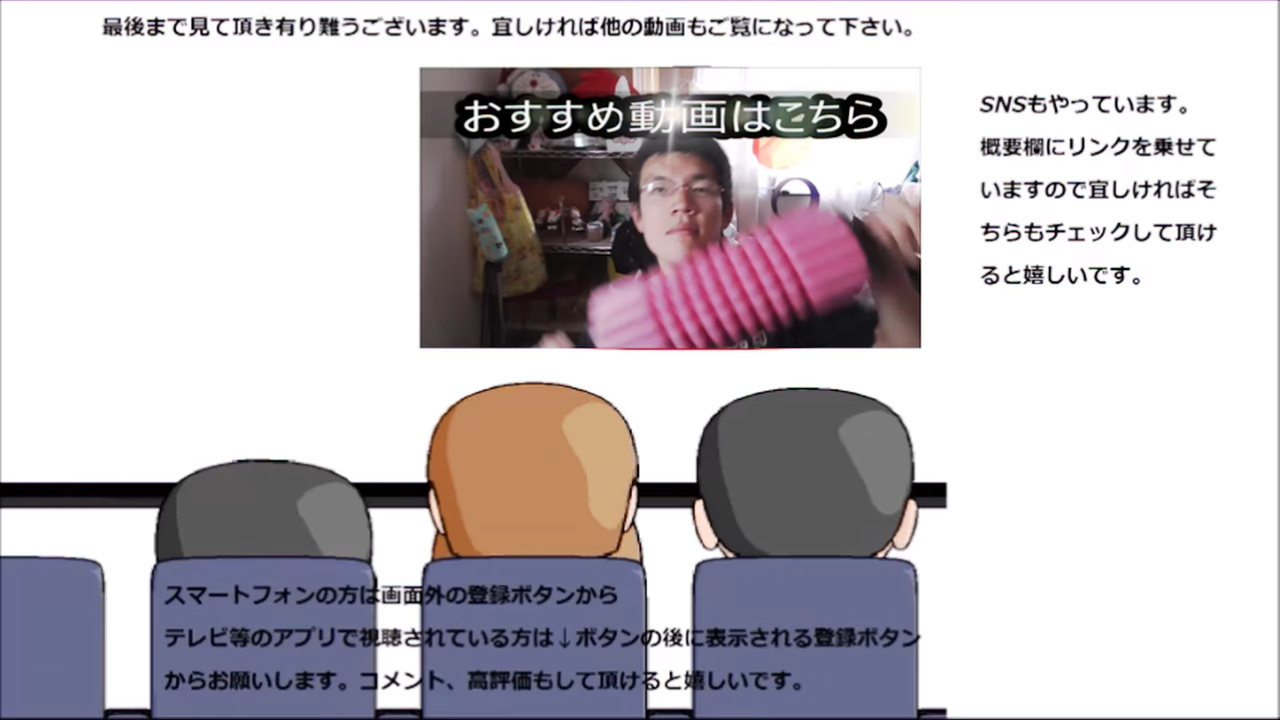 最後まで見て頂き有り難うございます。宜しければ他の動画もご覧になって下さい。
おすすめ動画はこちら
SNSもやっています。
概要欄にリンクを乗せて
いますので宜しければそ
ちらもチェックして頂け
ると嬉しいです。
スマートフォンの方は画面外の登録ボタンから
テレビ等のアプリで視聴されている方は↓ボタンの後に表示される登録ボタン
からお願いします。コメント、高評価もして頂けると嬉しいです。